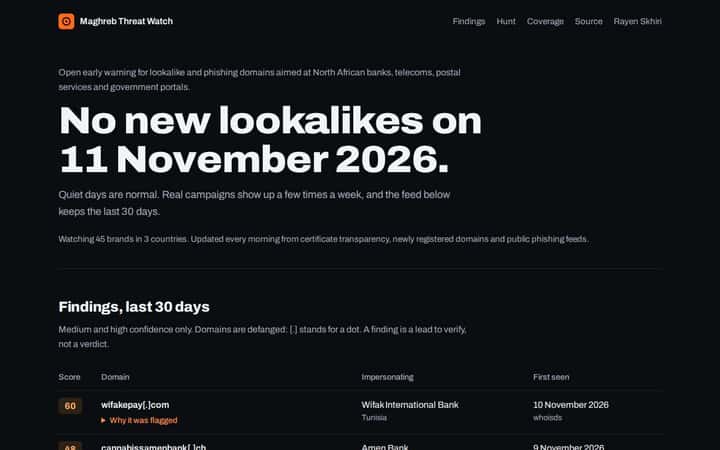 Maghreb Threat Watch
Findings Hunt Coverage Source Rayen Skhiri
Open early warning for lookalike and phishing domains aimed at North African banks, telecoms, postal
services and government portals.
No new lookalikes on
11 November 2026.
Quiet days are normal. Real campaigns show up a few times a week, and the feed below
keeps the last 30 days.
Watching 45 brands in 3 countries. Updated every morning from certificate transparency, newly registered domains and public phishing feeds.
Findings, last 30 days
Medium and high confidence only. Domains are defanged: [.] stands for a dot. A finding is a lead to verify,
not a verdict.
Score Domain Impersonating First seen
60 wifakepay[.]com Wifak International Bank 10 November 2026
Why it was flagged Tunisia whoisds
48 cannabissamenbank[.]ch Amen Bank 9 November 2026